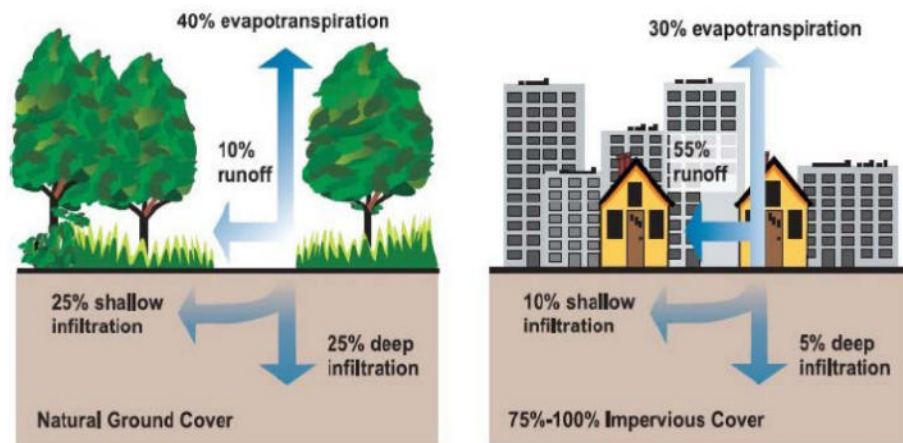 40% evapotranspiration
10%
runoff
25% shallow
infiltration
25% deep
infiltration
Natural Ground Cover
30% evapotranspiration
55%
runoff
10% shallow
infiltration
5% deep
infiltration
75%-100% Impervious Cover